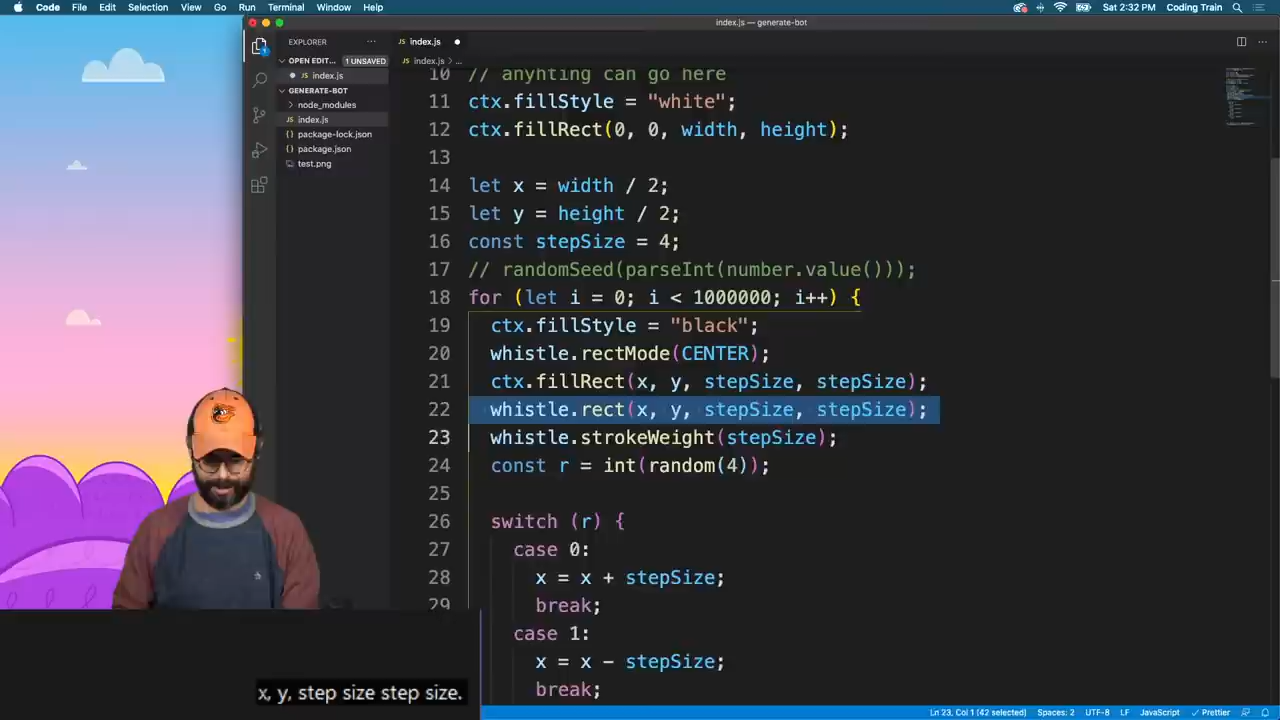 Code File Edit Selection View Go Run Terminal Window Help Sat 2:32 PM Coding Train
index.js — generate-bot
EXPLORER
index.js
OPEN EDIT... 1 UNSAVED
index.js > ...
index.js
GENERATE-BOT
node_modules
index.js
package-lock.json
package.json
test.png
10 // anyhting can go here
11 ctx.fillStyle = "white";
12 ctx.fillRect(0, 0, width, height);
13
14 let x = width / 2;
15 let y = height / 2;
16 const stepSize = 4;
17 // randomSeed(parseInt(number.value()));
18 for (let i = 0; i < 1000000; i++) {
19 ctx.fillStyle = "black";
20 whistle.rectMode(CENTER);
21 ctx.fillRect(x, y, stepSize, stepSize);
22 whistle.rect(x, y, stepSize, stepSize);
23 whistle.strokeWeight(stepSize);
24 const r = int(random(4));
25
26 switch (r) {
27 case 0:
28 x = x + stepSize;
29 break;
case 1:
x = x - stepSize;
break;
x, y, step size step size.
Ln 23, Col 1 (42 selected) Spaces: 2 UTF-8 LF JavaScript Prettier